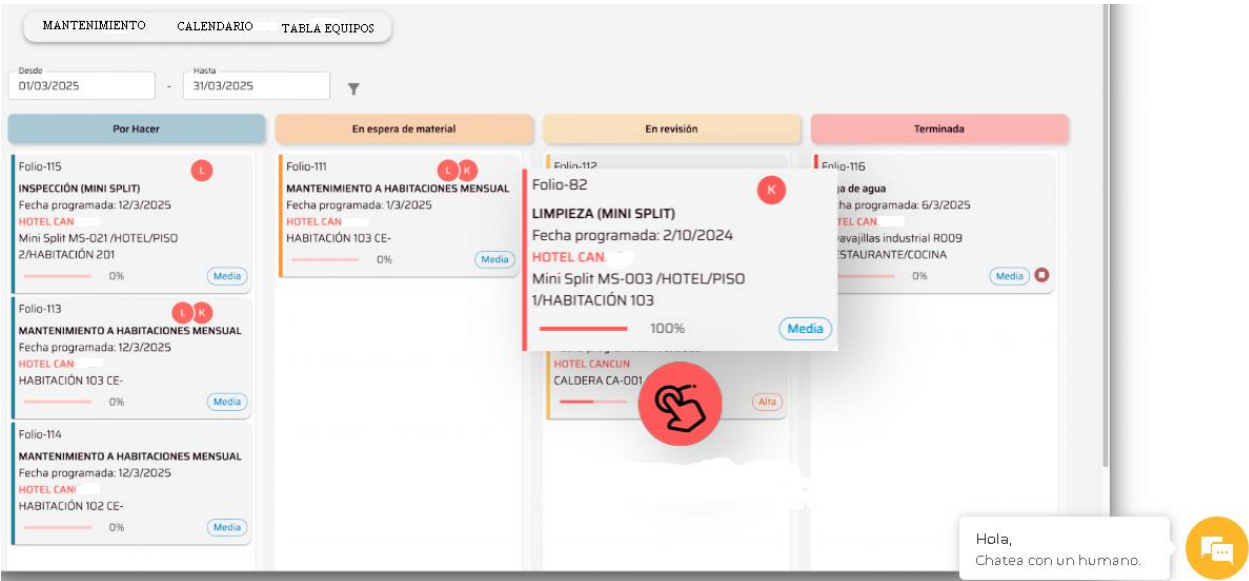 MANTENIMIENTO CALENDARIO TABLA EQUIPOS
Desde
01/03/2025
-
Hasta
31/03/2025
Por Hacer
Folio-115
L
INSPECCIÓN (MINI SPLIT)
Fecha programada: 12/3/2025
HOTEL CAN
Mini Split MS-021 /HOTEL/PISO
2/HABITACIÓN 201
0% Media
Folio-113
L K
MANTENIMIENTO A HABITACIONES MENSUAL
Fecha programada: 12/3/2025
HOTEL CAN
HABITACIÓN 103 CE-
0% Media
Folio-114
MANTENIMIENTO A HABITACIONES MENSUAL
Fecha programada: 12/3/2025
HOTEL CAN
HABITACIÓN 102 CE-
0% Media
En espera de material
Folio-111
L K
MANTENIMIENTO A HABITACIONES MENSUAL
Fecha programada: 1/3/2025
HOTEL CAN
HABITACIÓN 103 CE-
0% Media
En revisión
Folio-112
Folio-82
K
LIMPIEZA (MINI SPLIT)
Fecha programada: 2/10/2024
HOTEL CAN
Mini Split MS-003 /HOTEL/PISO
1/HABITACIÓN 103
100% Media
HOTEL CANCUN
CALDERA CA-001
Alta
Terminada
Folio-116
de agua
programada: 6/3/2025
CAN
industrial R009
0% Media
Hola,
Chatea con un humano.